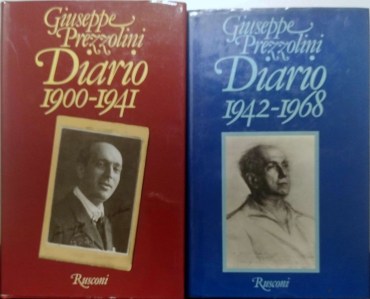 Giuseppe
Prezzolini
Diario
1900-1941
Rusconi
Giuseppe
Prezzolini
Diario
1942-1968
Rusconi